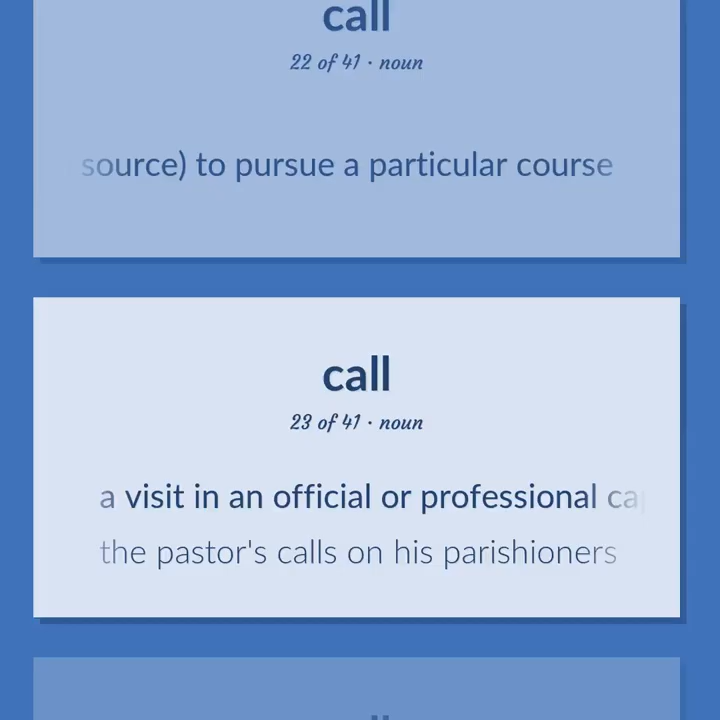 call
22 of 41 · noun
source) to pursue a particular course
call
23 of 41 · noun
a visit in an official or professional
the pastor's calls on his parishioners